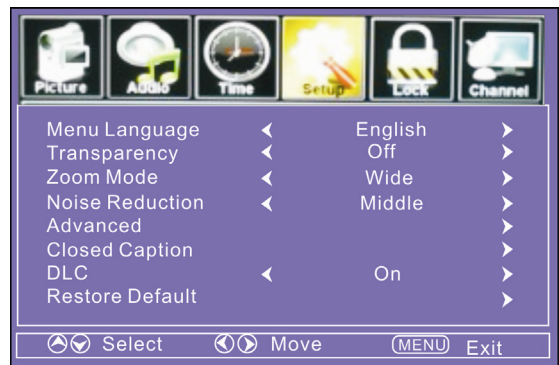 Picture Audio Time Setup Lock Channel
Menu Language English
Transparency Off
Zoom Mode Wide
Noise Reduction Middle
Advanced
Closed Caption
DLC On
Restore Default
Select Move MENU Exit